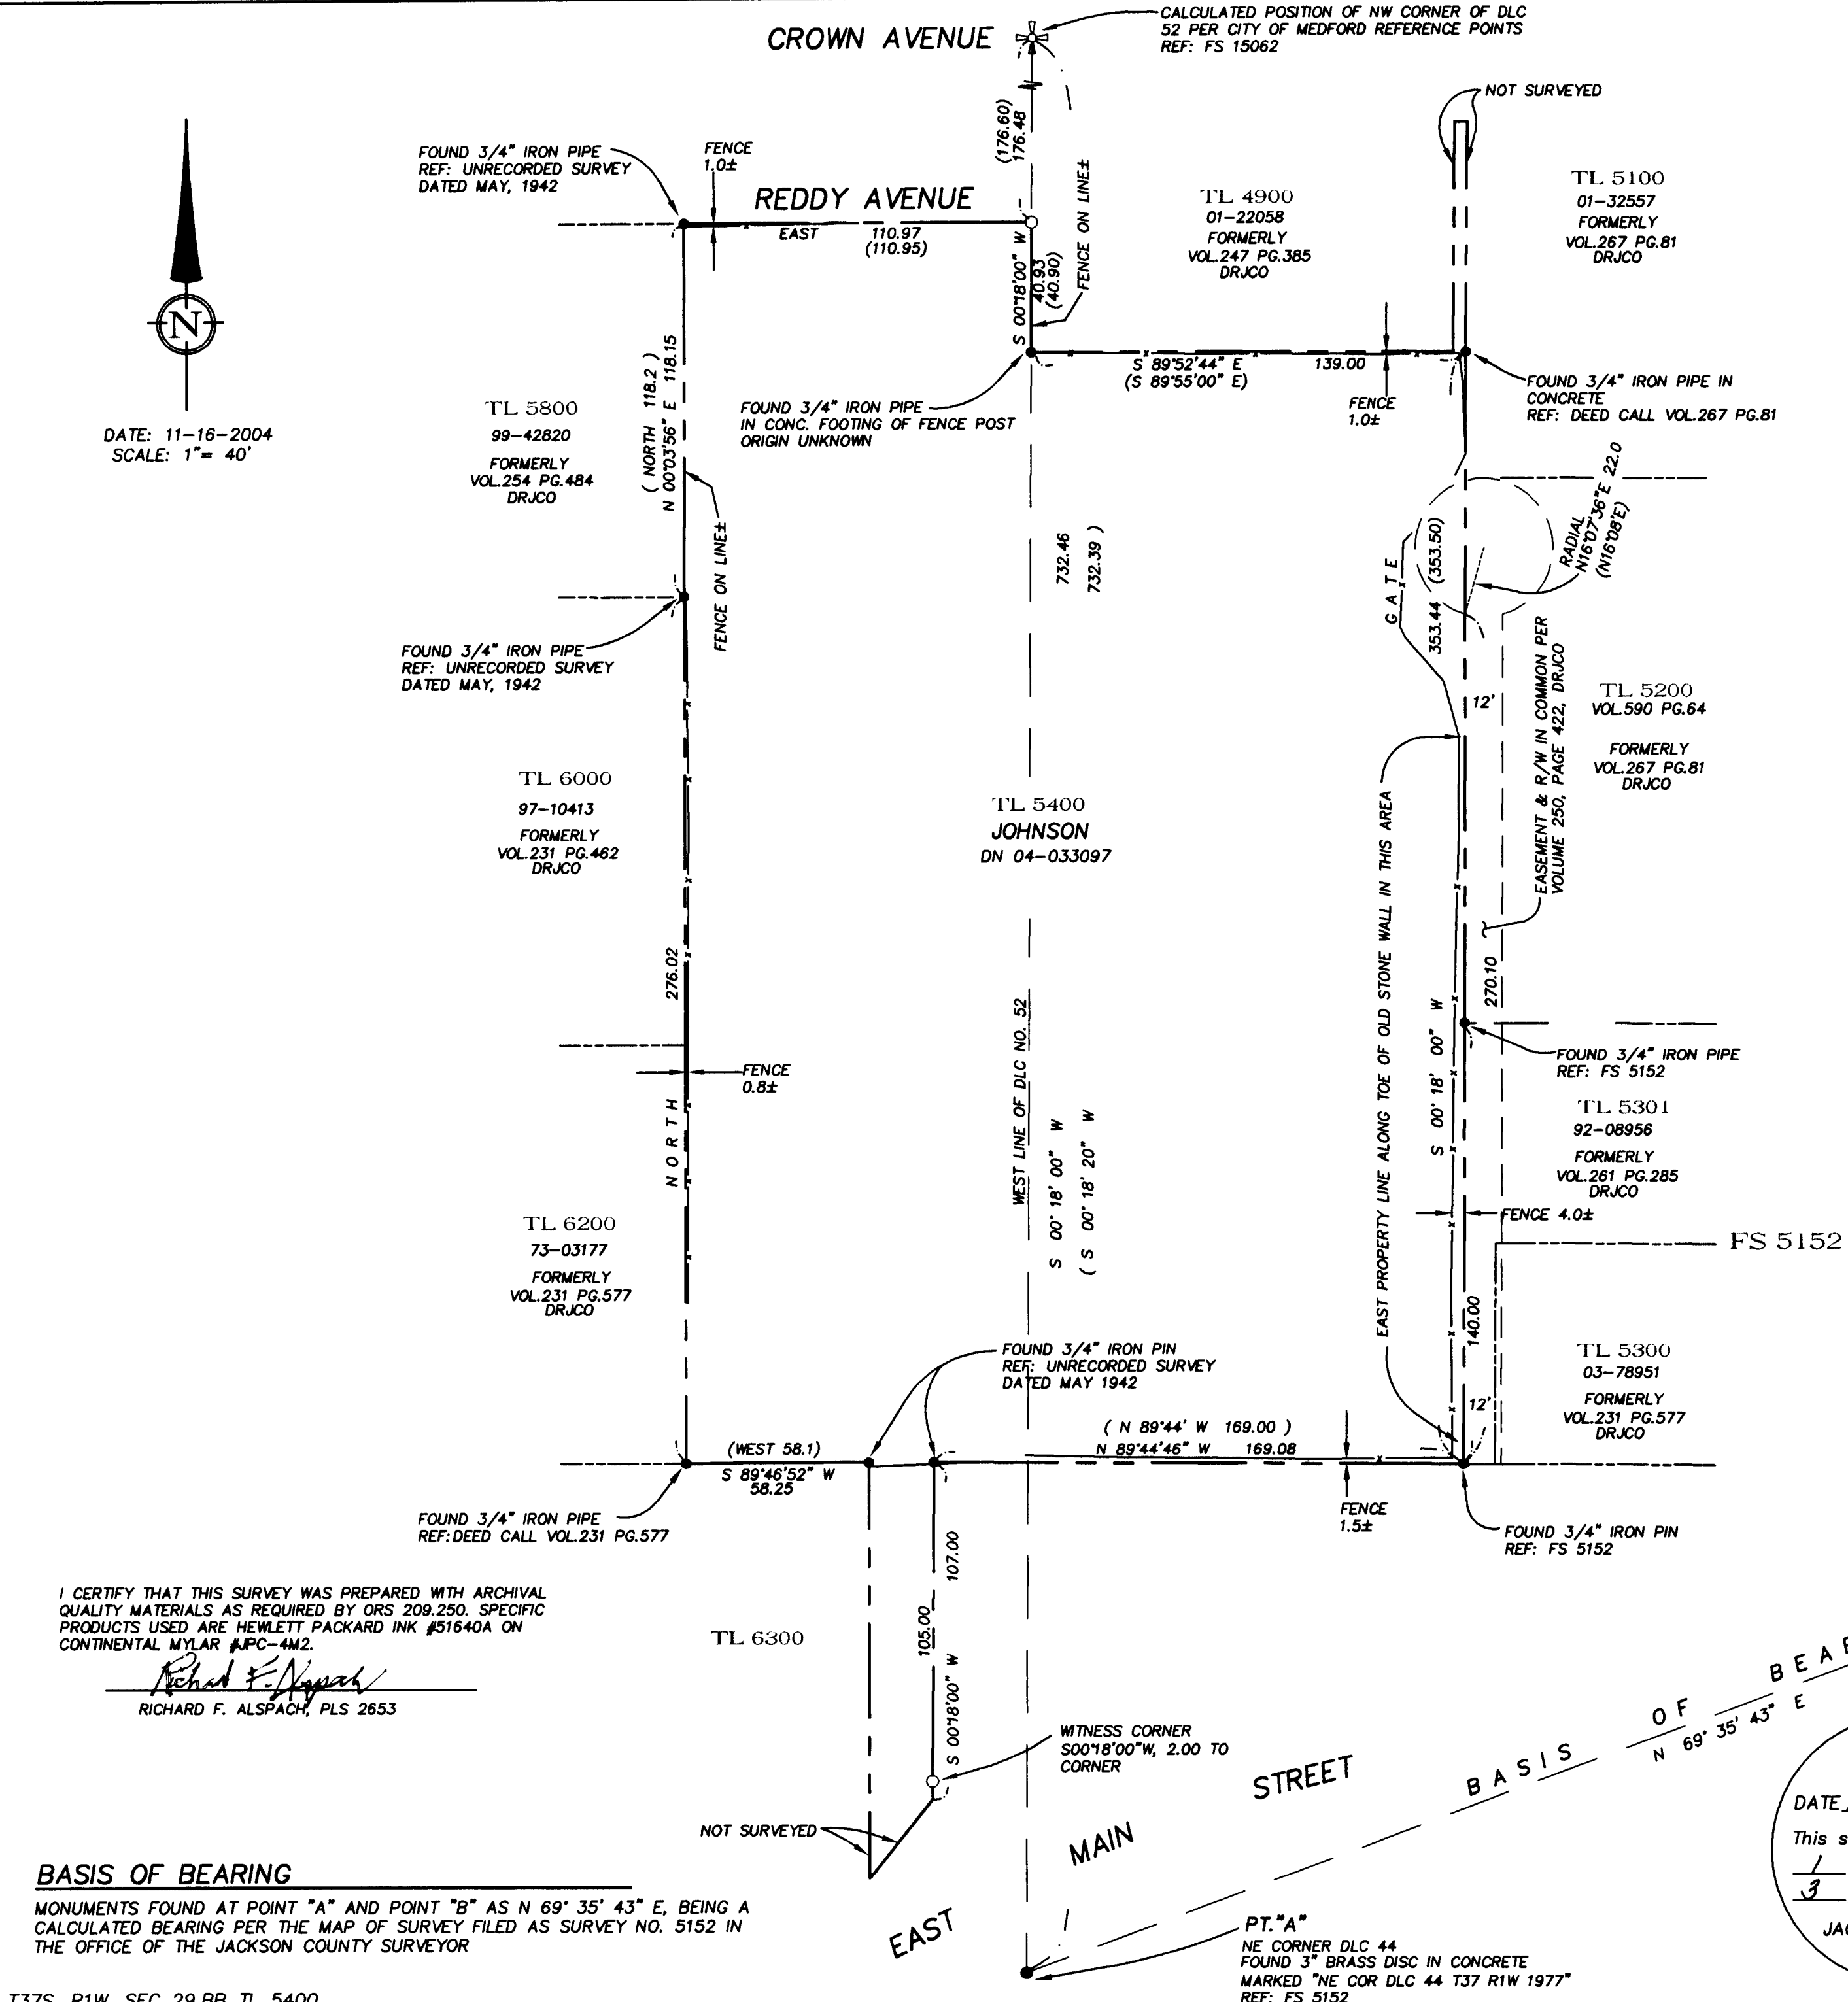 CROWN AVENUE
CALCULATED POSITION OF NW CORNER OF DLC
52 PER CITY OF MEDFORD REFERENCE POINTS
REF: FS 15062
NOT SURVEYED
(176.60)
176.48
FOUND 3/4" IRON PIPE
REF: UNRECORDED SURVEY
DATED MAY, 1942
FENCE
1.0±
REDDY AVENUE
EAST 110.97
(110.95)
S 00°18'00" W
40.93
(40.90)
FENCE ON LINE±
TL 4900
01-22058
FORMERLY
VOL.247 PG.385
DRJCO
TL 5100
01-32557
FORMERLY
VOL.267 PG.81
DRJCO
N
DATE: 11-16-2004
SCALE: 1"= 40'
S 89°52'44" E 139.00
(S 89°55'00" E)
FENCE
1.0±
FOUND 3/4" IRON PIPE IN
CONCRETE
REF: DEED CALL VOL.267 PG.81
FOUND 3/4" IRON PIPE
IN CONC. FOOTING OF FENCE POST
ORIGIN UNKNOWN
TL 5800
99-42820
FORMERLY
VOL.254 PG.484
DRJCO
( NORTH 118.2 )
N 00°03'56" E 118.15
FENCE ON LINE±
732.46
732.39 )
GATE
353.44 (353.50)
RADIAL
N16°07'36"E 22.0
(N16°08'E)
FOUND 3/4" IRON PIPE
REF: UNRECORDED SURVEY
DATED MAY, 1942
12'
EASEMENT & R/W IN COMMON PER
VOLUME 250, PAGE 422, DRJCO
TL 5200
VOL.590 PG.64
FORMERLY
VOL.267 PG.81
DRJCO
TL 6000
97-10413
FORMERLY
VOL.231 PG.462
DRJCO
TL 5400
JOHNSON
DN 04-033097
EAST PROPERTY LINE ALONG TOE OF OLD STONE WALL IN THIS AREA
276.02
NORTH
FENCE
0.8±
WEST LINE OF DLC NO. 52
S 00° 18' 00" W
( S 00° 18' 20" W
S 00° 18' 00" W
270.10
FOUND 3/4" IRON PIPE
REF: FS 5152
TL 5301
92-08956
FORMERLY
VOL.261 PG.285
DRJCO
FENCE 4.0±
FS 5152
TL 6200
73-03177
FORMERLY
VOL.231 PG.577
DRJCO
140.00
12'
TL 5300
03-78951
FORMERLY
VOL.231 PG.577
DRJCO
FOUND 3/4" IRON PIN
REF: UNRECORDED SURVEY
DATED MAY 1942
(WEST 58.1)
S 89°46'52" W
58.25
( N 89°44' W 169.00 )
N 89°44'46" W 169.08
FENCE
1.5±
FOUND 3/4" IRON PIPE
REF: DEED CALL VOL.231 PG.577
FOUND 3/4" IRON PIN
REF: FS 5152
107.00
105.00
S 00°18'00" W
TL 6300
I CERTIFY THAT THIS SURVEY WAS PREPARED WITH ARCHIVAL
QUALITY MATERIALS AS REQUIRED BY ORS 209.250. SPECIFIC
PRODUCTS USED ARE HEWLETT PACKARD INK #51640A ON
CONTINENTAL MYLAR #JPC-4M2.
Richard F. Alspach
RICHARD F. ALSPACH, PLS 2653
WITNESS CORNER
S00°18'00"W, 2.00 TO
CORNER
NOT SURVEYED
EAST MAIN STREET
BASIS OF BEA
N 69° 35' 43" E
DATE
This s
1
3
JA
BASIS OF BEARING
MONUMENTS FOUND AT POINT "A" AND POINT "B" AS N 69° 35' 43" E, BEING A
CALCULATED BEARING PER THE MAP OF SURVEY FILED AS SURVEY NO. 5152 IN
THE OFFICE OF THE JACKSON COUNTY SURVEYOR
PT."A"
NE CORNER DLC 44
FOUND 3" BRASS DISC IN CONCRETE
MARKED "NE COR DLC 44 T37 R1W 1977"
REF: FS 5152
T37S, R1W, SEC 29 BB TL 5400